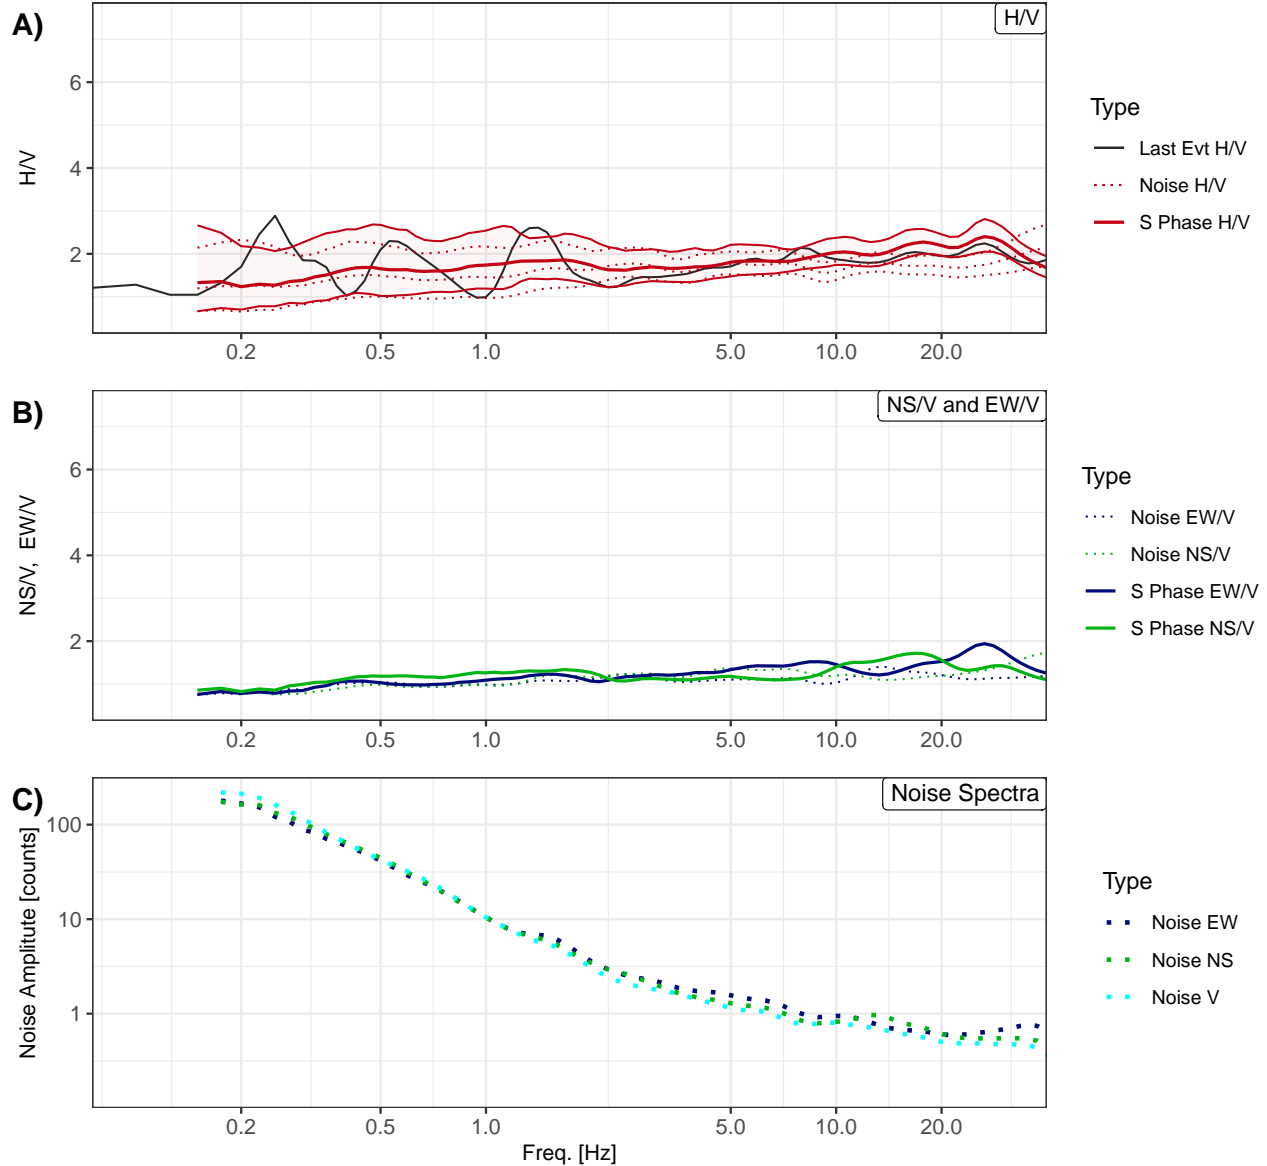 A)
H/V
6
4
2
H/V
0.2 0.5 1.0 5.0 10.0 20.0
Type
Last Evt H/V
Noise H/V
S Phase H/V
B)
NS/V and EW/V
6
4
2
NS/V, EW/V
0.2 0.5 1.0 5.0 10.0 20.0
Type
Noise EW/V
Noise NS/V
S Phase EW/V
S Phase NS/V
C)
Noise Spectra
100
10
1
Noise Amplitute [counts]
0.2 0.5 1.0 5.0 10.0 20.0
Freq. [Hz]
Type
Noise EW
Noise NS
Noise V